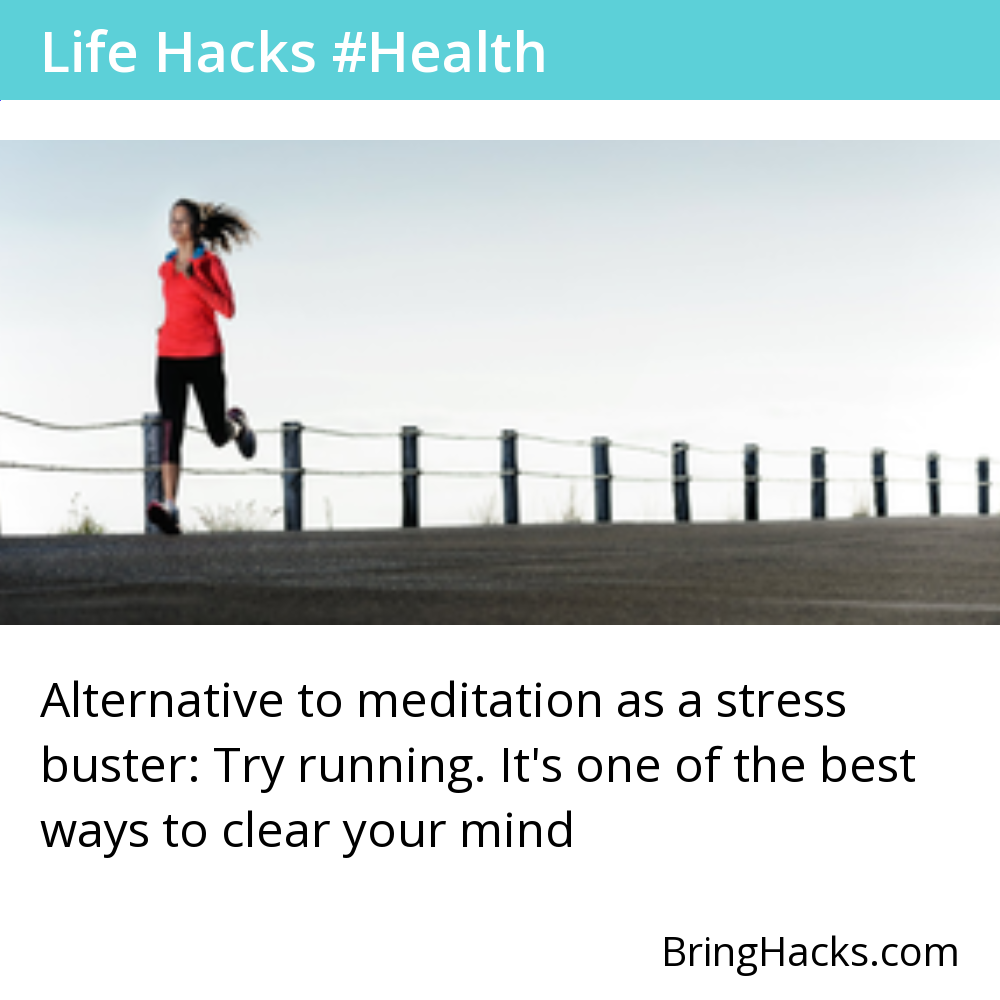 Life Hacks #Health
Alternative to meditation as a stress
buster: Try running. It's one of the best
ways to clear your mind
BringHacks.com